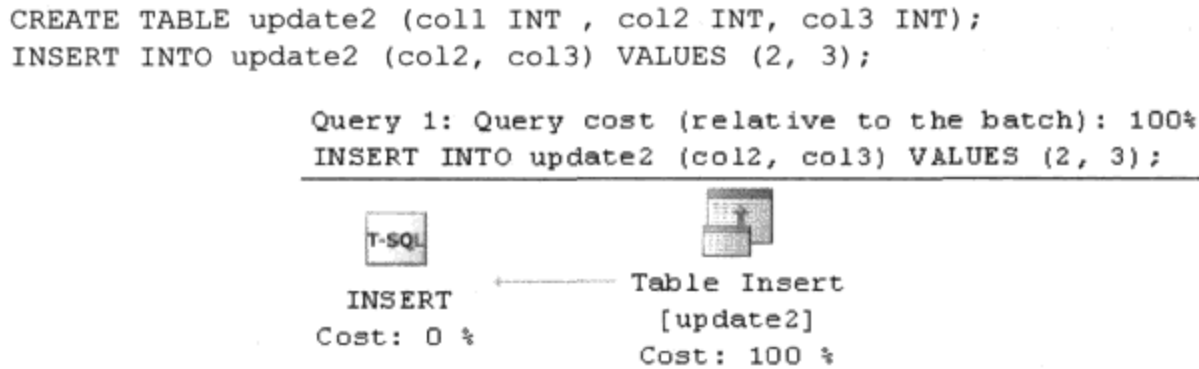 CREATE TABLE update2 (col1 INT , col2 INT, col3 INT);
INSERT INTO update2 (col2, col3) VALUES (2, 3);
Query 1: Query cost (relative to the batch): 100%
INSERT INTO update2 (col2, col3) VALUES (2, 3);
T-SQL
INSERT
Cost: 0 %
Table Insert
[update2]
Cost: 100 %